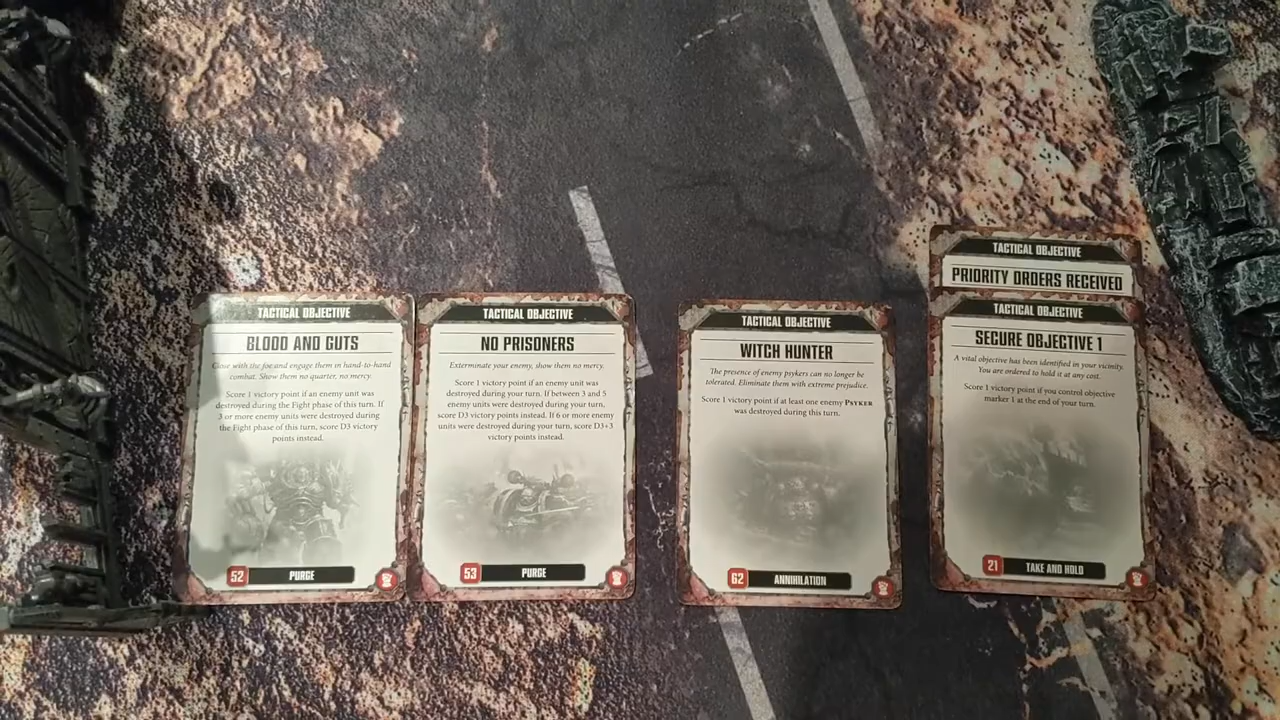 TACTICAL OBJECTIVE
BLOOD AND GUTS
Close with the foe and engage them in hand-to-hand
combat. Show them no quarter, no mercy.
Score 1 victory point if an enemy unit was
destroyed during the Fight phase of this turn. If
3 or more enemy units were destroyed during
the Fight phase of this turn, score D3 victory
points instead.
52
PURGE
TACTICAL OBJECTIVE
NO PRISONERS
Exterminate your enemy, show them no mercy.
Score 1 victory point if an enemy unit was
destroyed during your turn. If between 3 and 5
enemy units were destroyed during your turn,
score D3 victory points instead. If 6 or more enemy
units were destroyed during your turn, score D3+3
victory points instead.
53
PURGE
TACTICAL OBJECTIVE
WITCH HUNTER
The presence of enemy psykers can no longer be
tolerated. Eliminate them with extreme prejudice.
Score 1 victory point if at least one enemy PSYKER
was destroyed during this turn.
62
ANNIHILATION
TACTICAL OBJECTIVE
PRIORITY ORDERS RECEIVED
TACTICAL OBJECTIVE
SECURE OBJECTIVE 1
A vital objective has been identified in your vicinity.
You are ordered to hold it at any cost.
Score 1 victory point if you control objective
marker 1 at the end of your turn.
21
TAKE AND HOLD